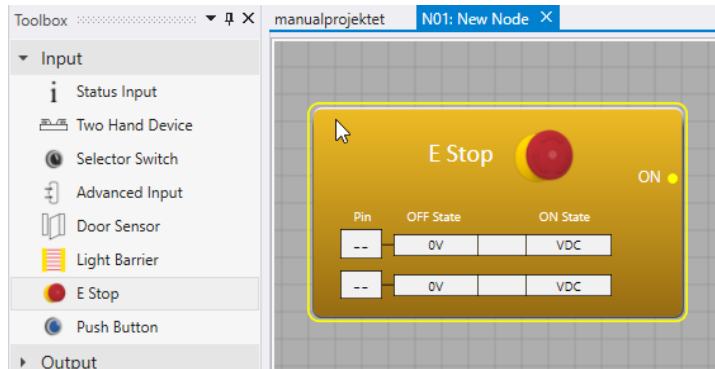 Toolbox
manualprojektet
N01: New Node
Input
Status Input
Two Hand Device
Selector Switch
Advanced Input
Door Sensor
Light Barrier
E Stop
Push Button
Output
E Stop
ON
Pin OFF State ON State
-- 0V VDC
-- 0V VDC